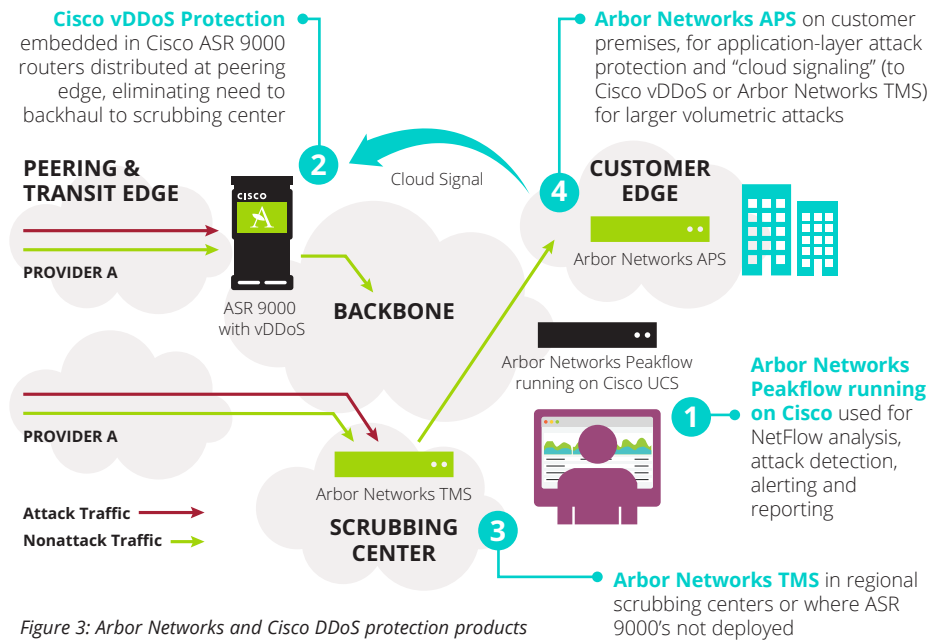 Cisco vDDoS Protection
embedded in Cisco ASR 9000
routers distributed at peering
edge, eliminating need to
backhaul to scrubbing center
Arbor Networks APS on customer
premises, for application-layer attack
protection and “cloud signaling” (to
Cisco vDDoS or Arbor Networks TMS)
for larger volumetric attacks
PEERING &
TRANSIT EDGE
2
Cloud Signal
4
CUSTOMER
EDGE
CISCO
A
PROVIDER A
Arbor Networks APS
ASR 9000
with vDDoS
BACKBONE
Arbor Networks Peakflow
running on Cisco UCS
1
Arbor Networks
Peakflow running
on Cisco used for
NetFlow analysis,
attack detection,
alerting and
reporting
PROVIDER A
Arbor Networks TMS
Attack Traffic
Nonattack Traffic
SCRUBBING
CENTER
3
Arbor Networks TMS in regional
scrubbing centers or where ASR
9000’s not deployed
Figure 3: Arbor Networks and Cisco DDoS protection products